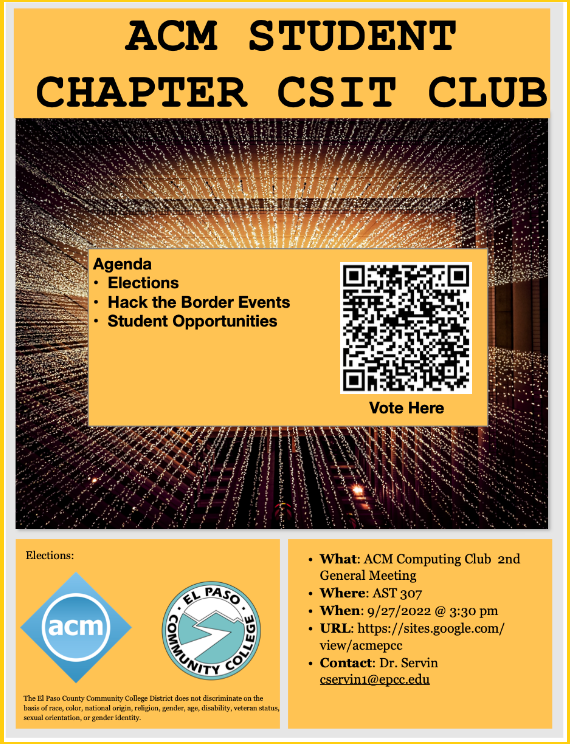 ACM STUDENT
CHAPTER CSIT CLUB
Agenda
• Elections
• Hack the Border Events
• Student Opportunities
Vote Here
Elections:
acm
EL PASO
COMMUNITY COLLEGE
The El Paso County Community College District does not discriminate on the
basis of race, color, national origin, religion, gender, age, disability, veteran status,
sexual orientation, or gender identity.
• What: ACM Computing Club 2nd
General Meeting
• Where: AST 307
• When: 9/27/2022 @ 3:30 pm
• URL: https://sites.google.com/
view/acmepcc
• Contact: Dr. Servin
cservin1@epcc.edu